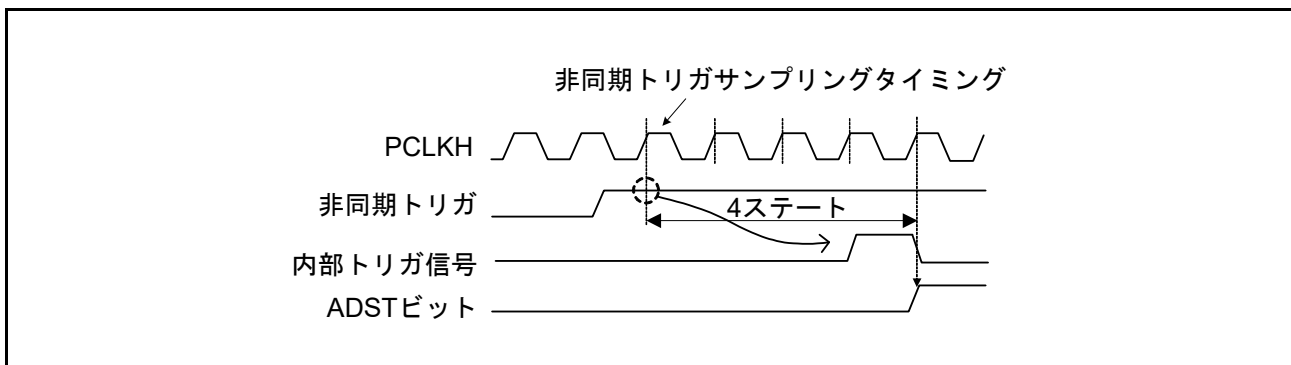 非同期トリガサンプリングタイミング
PCLKH
非同期トリガ
4ステート
内部トリガ信号
ADSTビット